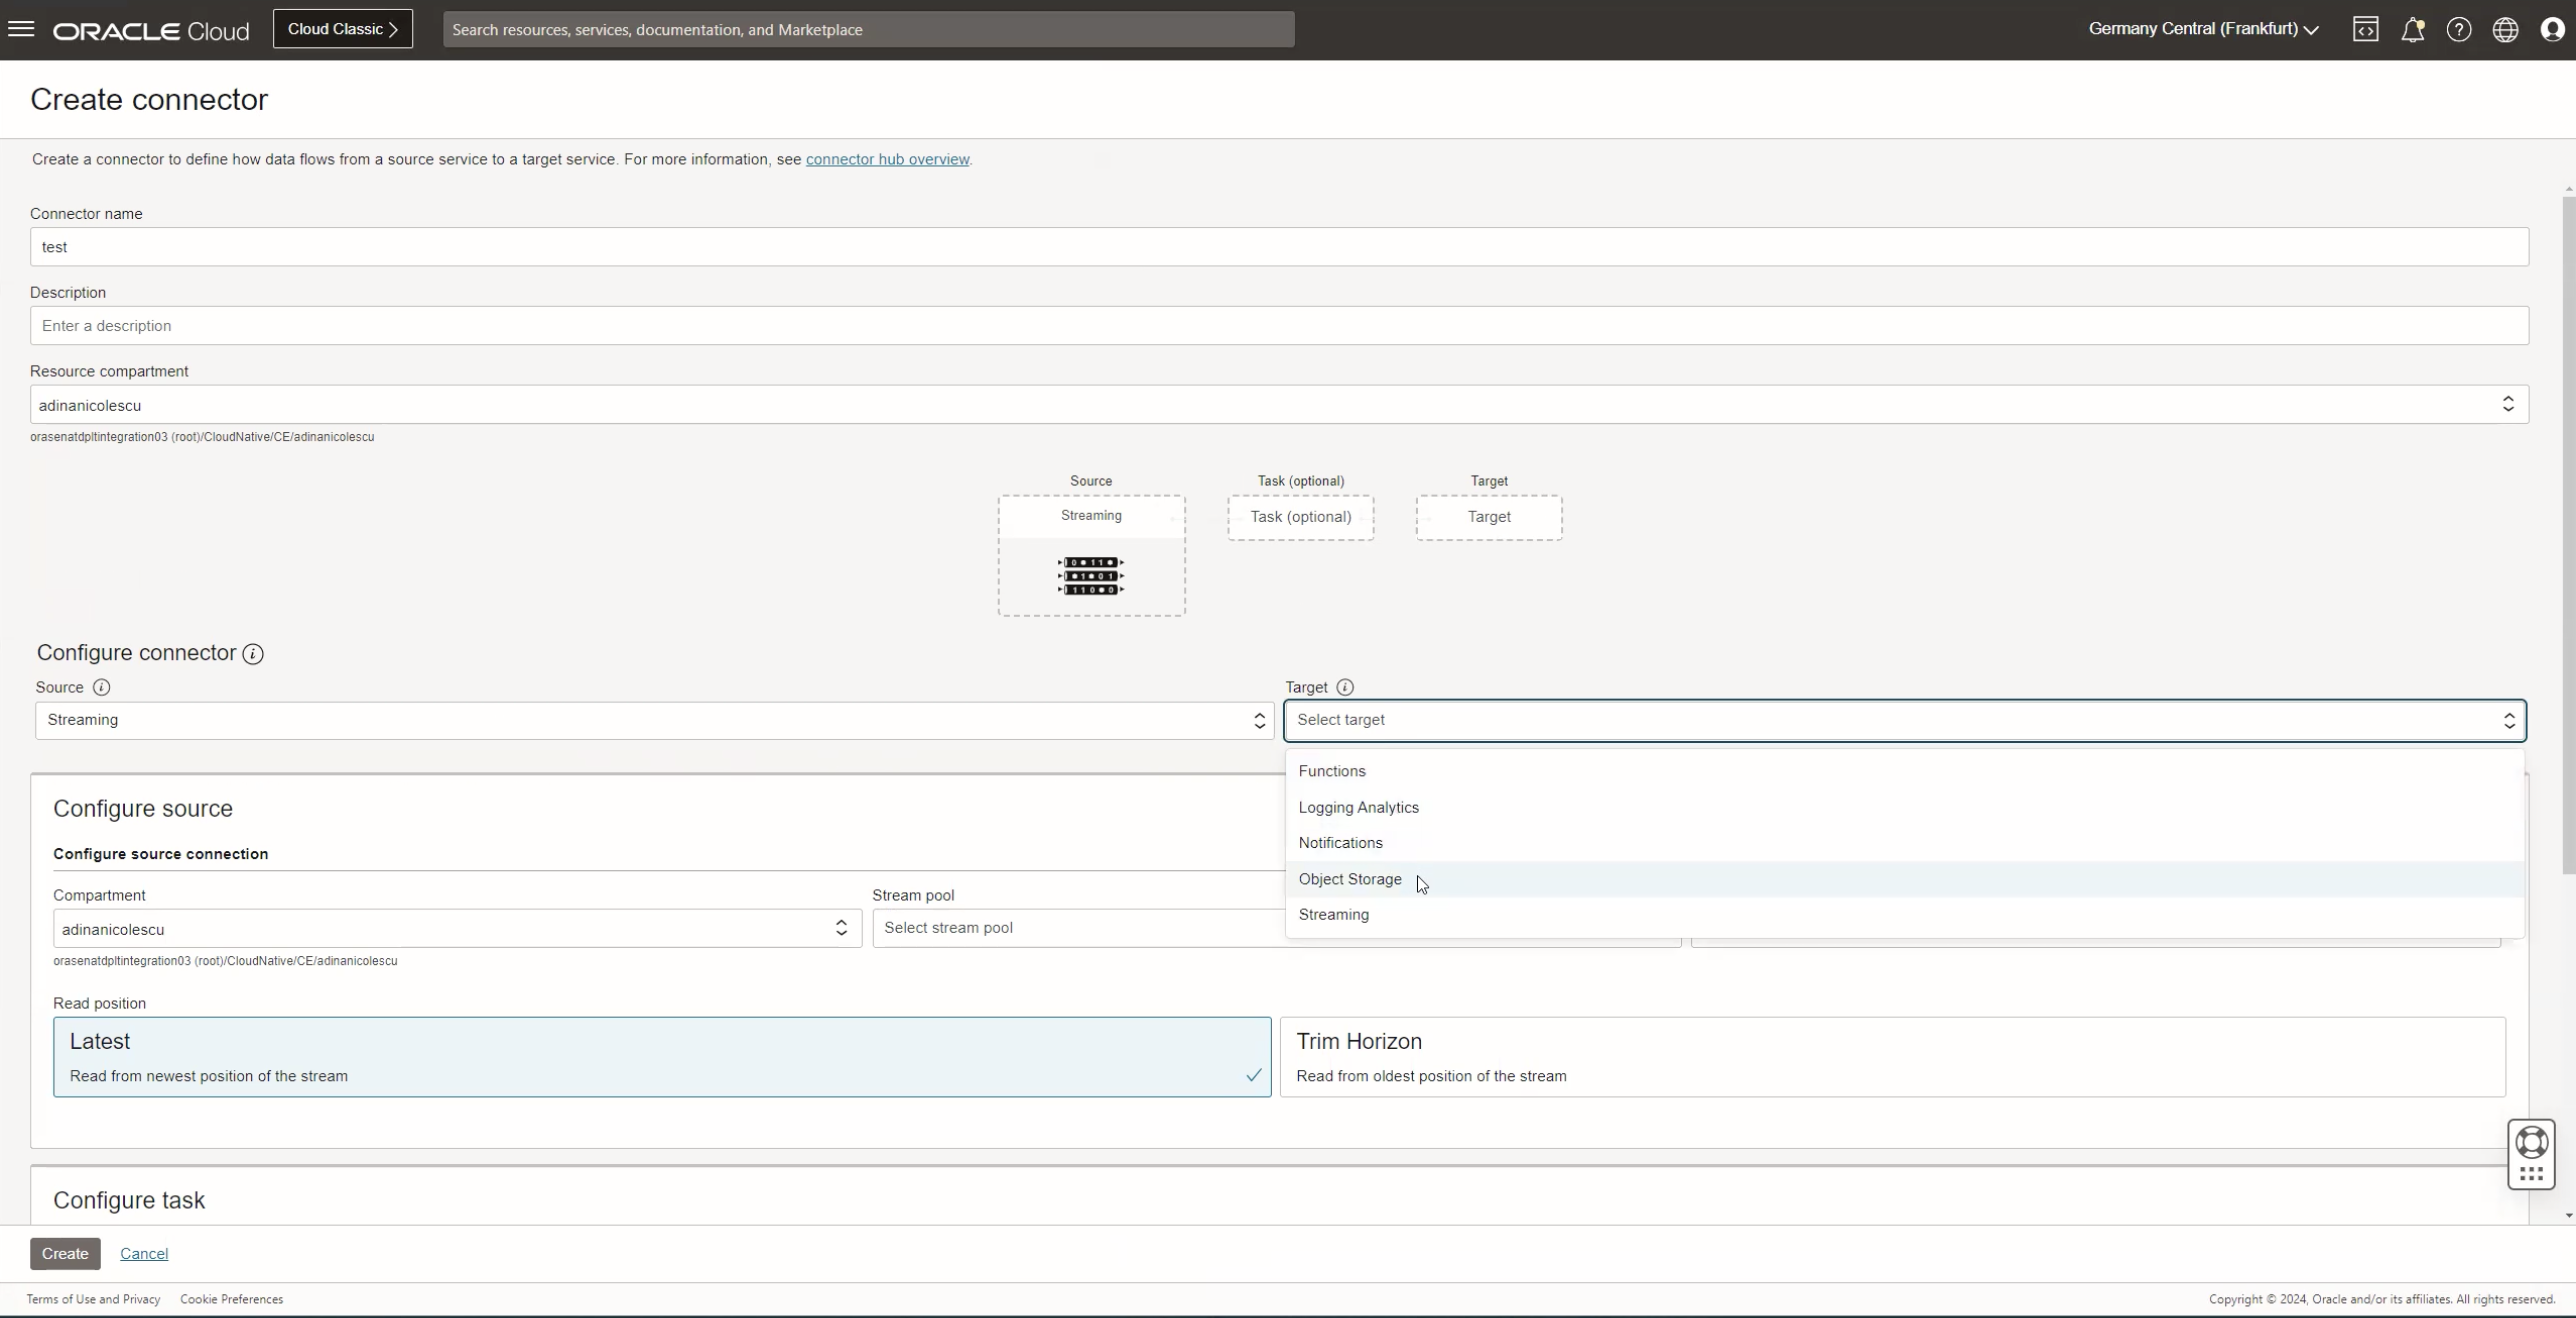 ORACLE Cloud
Cloud Classic >
Search resources, services, documentation, and Marketplace
Germany Central (Frankfurt)
Create connector
Create a connector to define how data flows from a source service to a target service. For more information, see connector hub overview.
Connector name
test
Description
Enter a description
Resource compartment
adinanicolescu
orasenatdpltintegration03 (root)/CloudNative/CE/adinanicolescu
Source
Task (optional)
Target
Streaming
Task (optional)
Target
Configure connector
Source
Target
Streaming
Select target
Functions
Logging Analytics
Notifications
Object Storage
Streaming
Configure source
Configure source connection
Compartment
Stream pool
adinanicolescu
Select stream pool
orasenatdpltintegration03 (root)/CloudNative/CE/adinanicolescu
Read position
Latest
Read from newest position of the stream
Trim Horizon
Read from oldest position of the stream
Configure task
Create
Cancel
Terms of Use and Privacy
Cookie Preferences
Copyright © 2024, Oracle and/or its affiliates. All rights reserved.